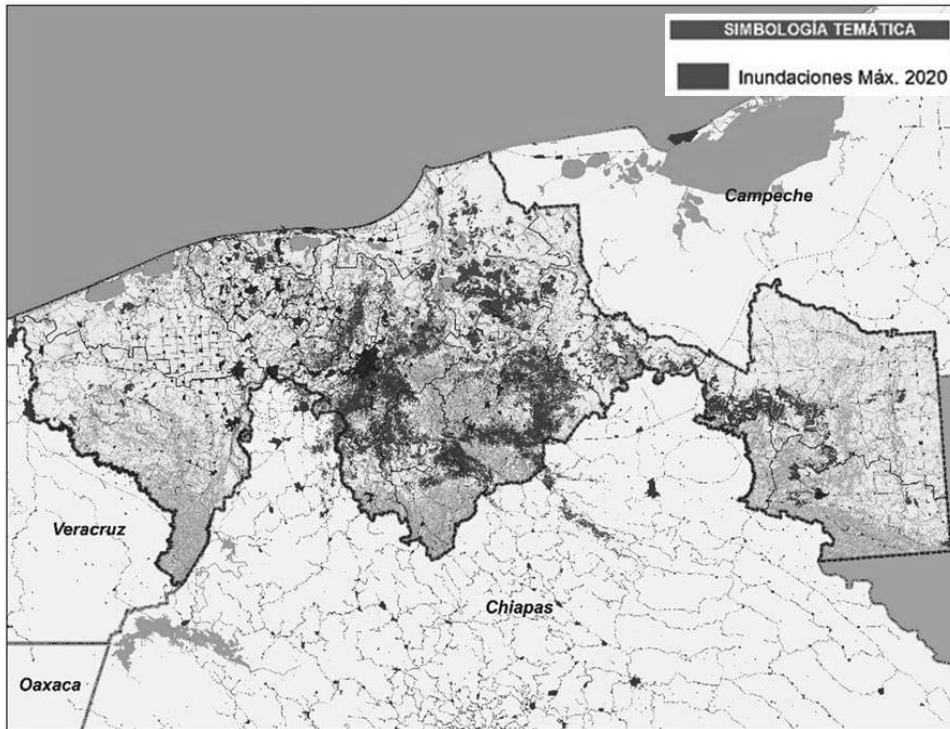 SIMBOLOGÍA TEMÁTICA
Inundaciones Máx. 2020
Campeche
Veracruz
Chiapas
Oaxaca